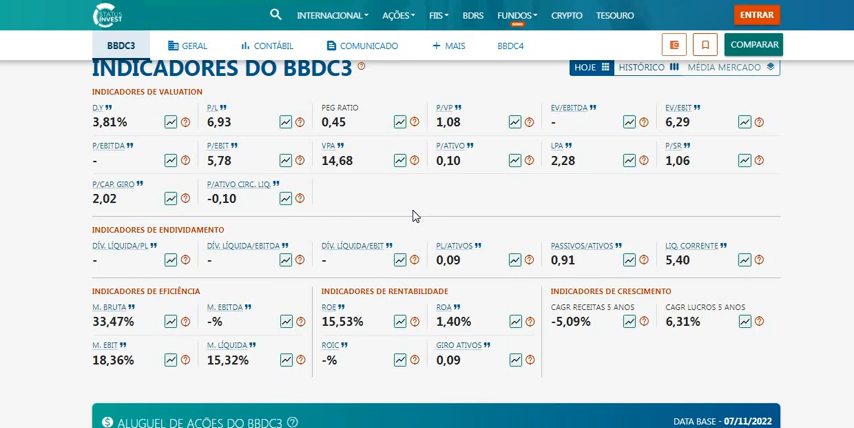 STATUS INVEST
INTERNACIONAL AÇÕES FIIS BDRS FUNDOS CRYPTO TESOURO ENTRAR
BBDC3 GERAL CONTÁBIL COMUNICADO + MAIS BBDC4 COMPARAR
INDICADORES DO BBDC3 HOJE HISTÓRICO MÉDIA MERCADO
INDICADORES DE VALUATION
D.Y P/L PEG RATIO P/VP EV/EBITDA EV/EBIT
3,81% 6,93 0,45 1,08 - 6,29
P/EBITDA P/EBIT VPA P/ATIVO LPA P/SR
- 5,78 14,68 0,10 2,28 1,06
P/CAP. GIRO P/ATIVO CIRC. LIQ.
2,02 -0,10
INDICADORES DE ENDIVIDAMENTO
DÍV. LÍQUIDA/PL DÍV. LÍQUIDA/EBITDA DÍV. LÍQUIDA/EBIT PL/ATIVOS PASSIVOS/ATIVOS LIQ. CORRENTE
- - - 0,09 0,91 5,40
INDICADORES DE EFICIÊNCIA INDICADORES DE RENTABILIDADE INDICADORES DE CRESCIMENTO
M. BRUTA M. EBITDA ROE ROA CAGR RECEITAS 5 ANOS CAGR LUCROS 5 ANOS
33,47% -% 15,53% 1,40% -5,09% 6,31%
M. EBIT M. LÍQUIDA ROIC GIRO ATIVOS
18,36% 15,32% -% 0,09
ALUGUEL DE AÇÕES DO BBDC3 DATA BASE - 07/11/2022